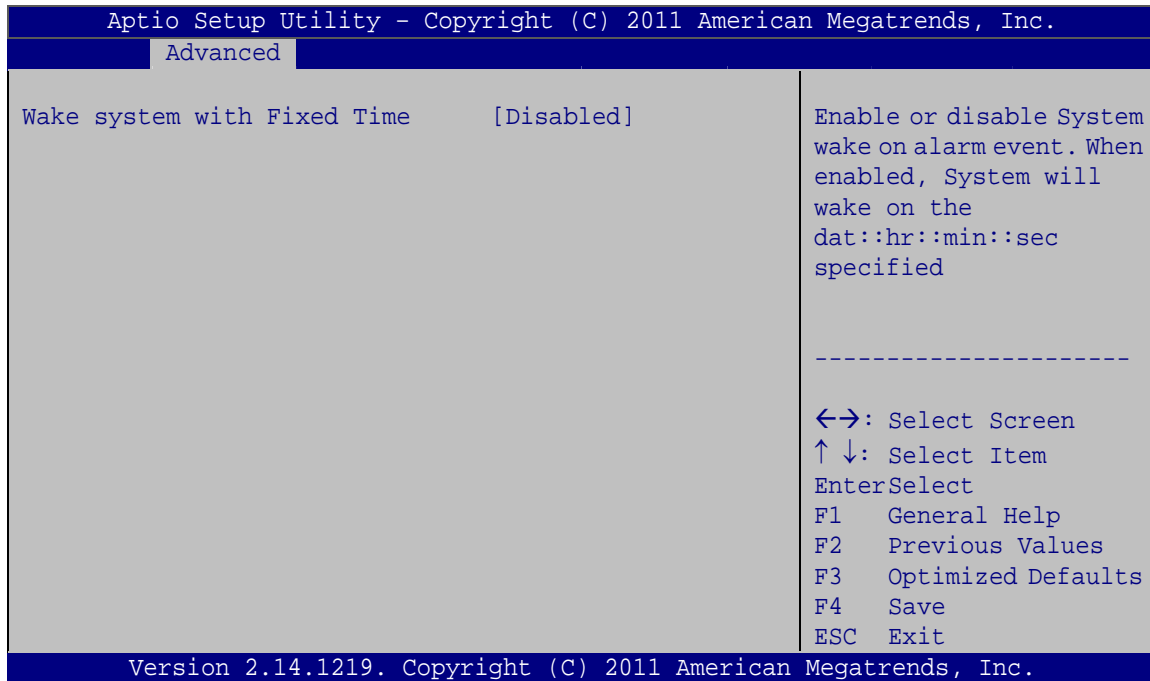 Aptio Setup Utility – Copyright (C) 2011 American Megatrends, Inc.
Advanced
Wake system with Fixed Time [Disabled]
Enable or disable System
wake on alarm event. When
enabled, System will
wake on the
dat::hr::min::sec
specified
----------------------
←→: Select Screen
↑ ↓: Select Item
EnterSelect
F1 General Help
F2 Previous Values
F3 Optimized Defaults
F4 Save
ESC Exit
Version 2.14.1219. Copyright (C) 2011 American Megatrends, Inc.